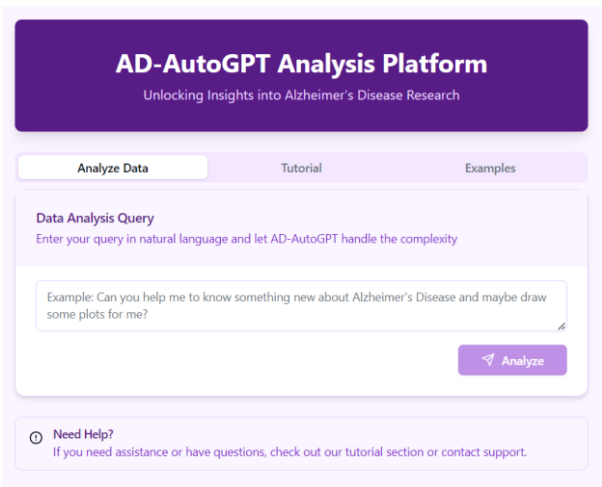 AD-AutoGPT Analysis Platform
Unlocking Insights into Alzheimer's Disease Research
Analyze Data
Tutorial
Examples
Data Analysis Query
Enter your query in natural language and let AD-AutoGPT handle the complexity
Example: Can you help me to know something new about Alzheimer's Disease and maybe draw
some plots for me?
Analyze
Need Help?
If you need assistance or have questions, check out our tutorial section or contact support.